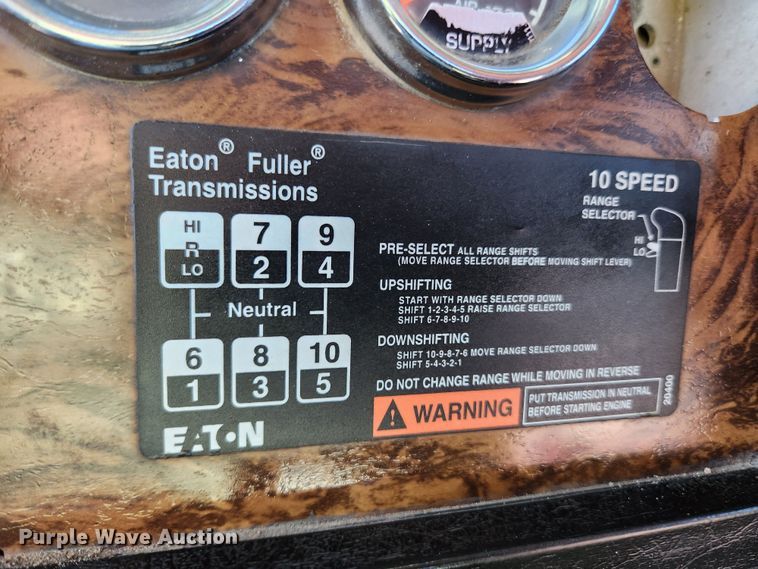 SUPPLY
Eaton® Fuller®
Transmissions
10 SPEED
RANGE
SELECTOR
HI
LO
HI
R
LO
7
2
9
4
Neutral
6
1
8
3
10
5
PRE-SELECT ALL RANGE SHIFTS
(MOVE RANGE SELECTOR BEFORE MOVING SHIFT LEVER)
UPSHIFTING
START WITH RANGE SELECTOR DOWN
SHIFT 1-2-3-4-5 RAISE RANGE SELECTOR
SHIFT 6-7-8-9-10
DOWNSHIFTING
SHIFT 10-9-8-7-6 MOVE RANGE SELECTOR DOWN
SHIFT 5-4-3-2-1
DO NOT CHANGE RANGE WHILE MOVING IN REVERSE
WARNING
PUT TRANSMISSION IN NEUTRAL
BEFORE STARTING ENGINE
20400
EATON
Purple Wave Auction